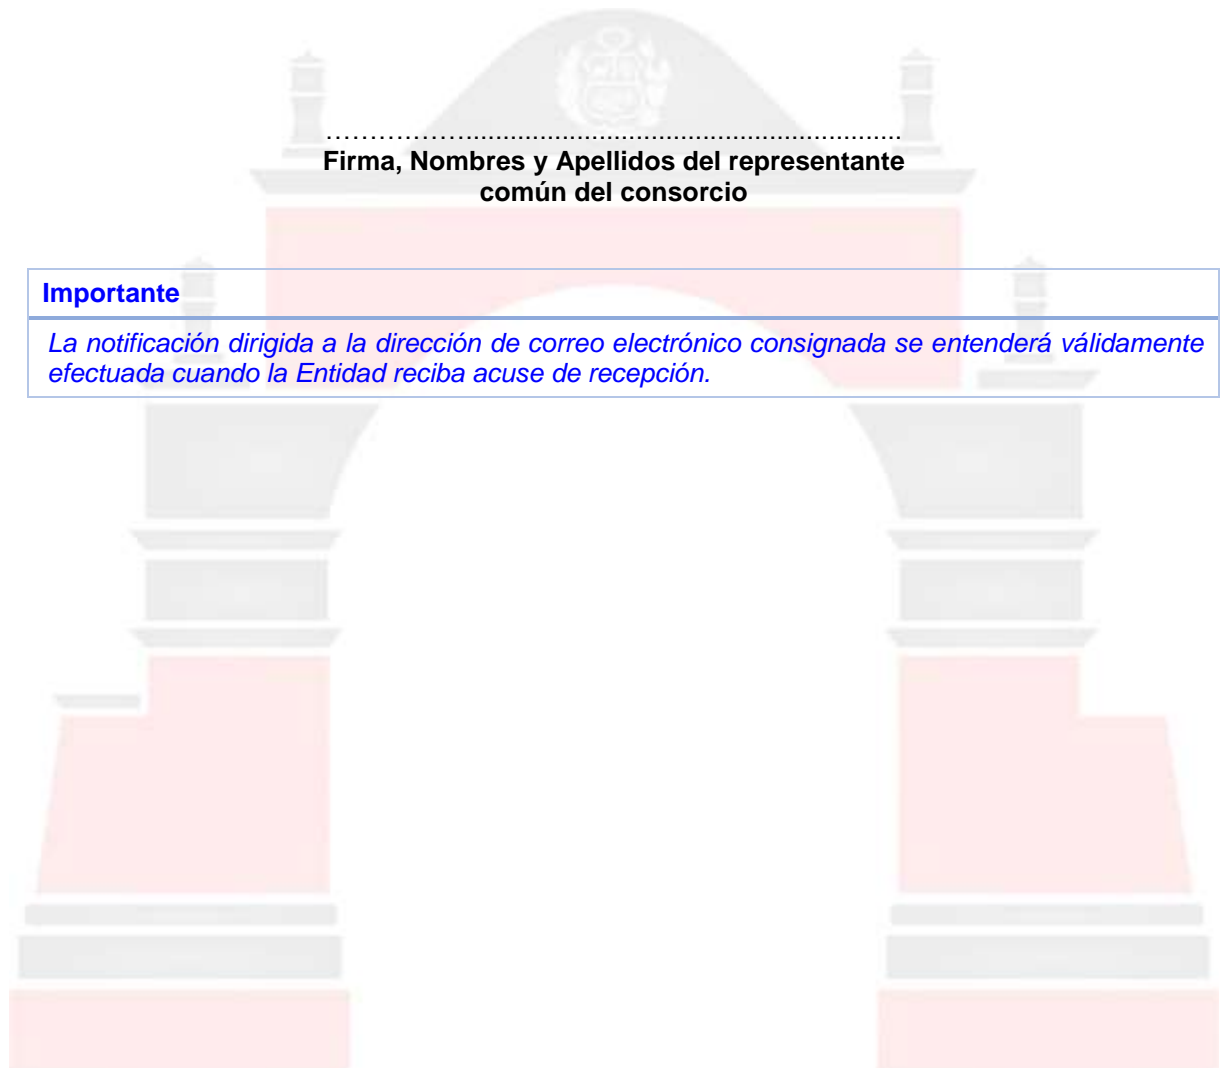 ……………..........................................................
Firma, Nombres y Apellidos del representante
común del consorcio
Importante
La notificación dirigida a la dirección de correo electrónico consignada se entenderá válidamente
efectuada cuando la Entidad reciba acuse de recepción.